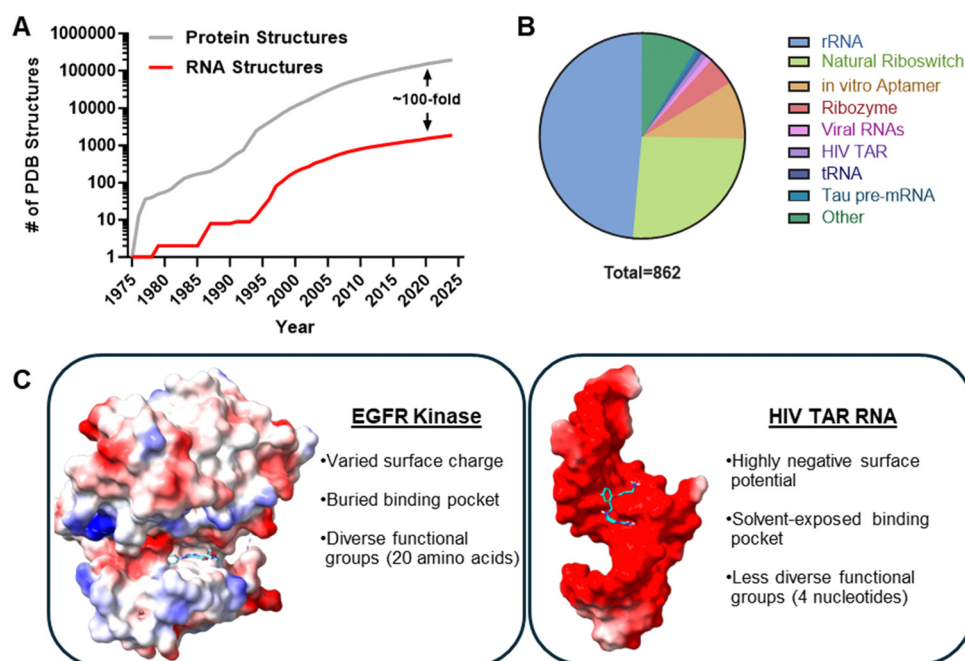 A
# of PDB Structures
1000000
100000
10000
1000
100
10
1
Protein Structures
RNA Structures
~100-fold
1975
1980
1985
1990
1995
2000
2005
2010
2015
2020
2025
Year
B
rRNA
Natural Riboswitch
in vitro Aptamer
Ribozyme
Viral RNAs
HIV TAR
tRNA
Tau pre-mRNA
Other
Total=862
C
EGFR Kinase
•Varied surface charge
•Buried binding pocket
•Diverse functional
groups (20 amino acids)
HIV TAR RNA
•Highly negative surface
potential
•Solvent-exposed binding
pocket
•Less diverse functional
groups (4 nucleotides)